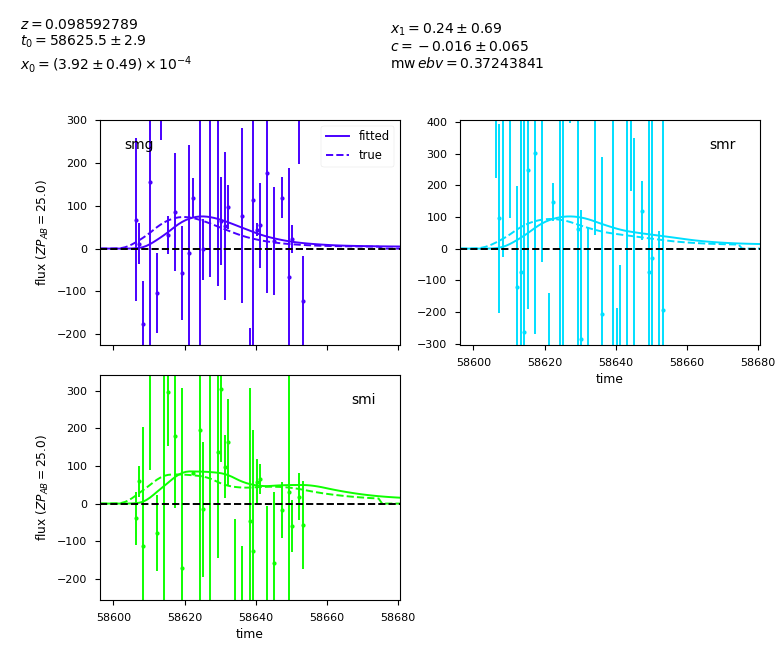 z = 0.098592789
t₀ = 58625.5 ± 2.9
x₀ = (3.92 ± 0.49) × 10⁻⁴
x₁ = 0.24 ± 0.69
c = −0.016 ± 0.065
mw ebv = 0.37243841
smg
fitted
true
300
200
100
0
−100
−200
flux (ZP_AB = 25.0)
smr
400
300
200
100
0
−100
−200
−300
58600 58620 58640 58660 58680
time
smi
300
200
100
0
−100
−200
flux (ZP_AB = 25.0)
58600 58620 58640 58660 58680
time